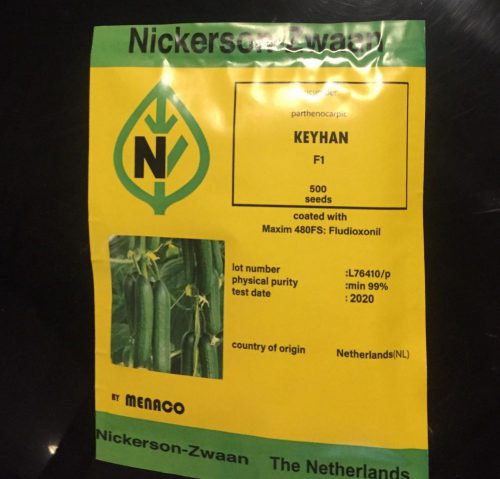 Nickerson-Zwaan
N
cucumber
parthenocarpic
KEYHAN
F1
500
seeds
coated with
Maxim 480FS: Fludioxonil
lot number :L76410/p
physical purity :min 99%
test date : 2020
country of origin Netherlands(NL)
BY MENACO
Nickerson-Zwaan The Netherlands